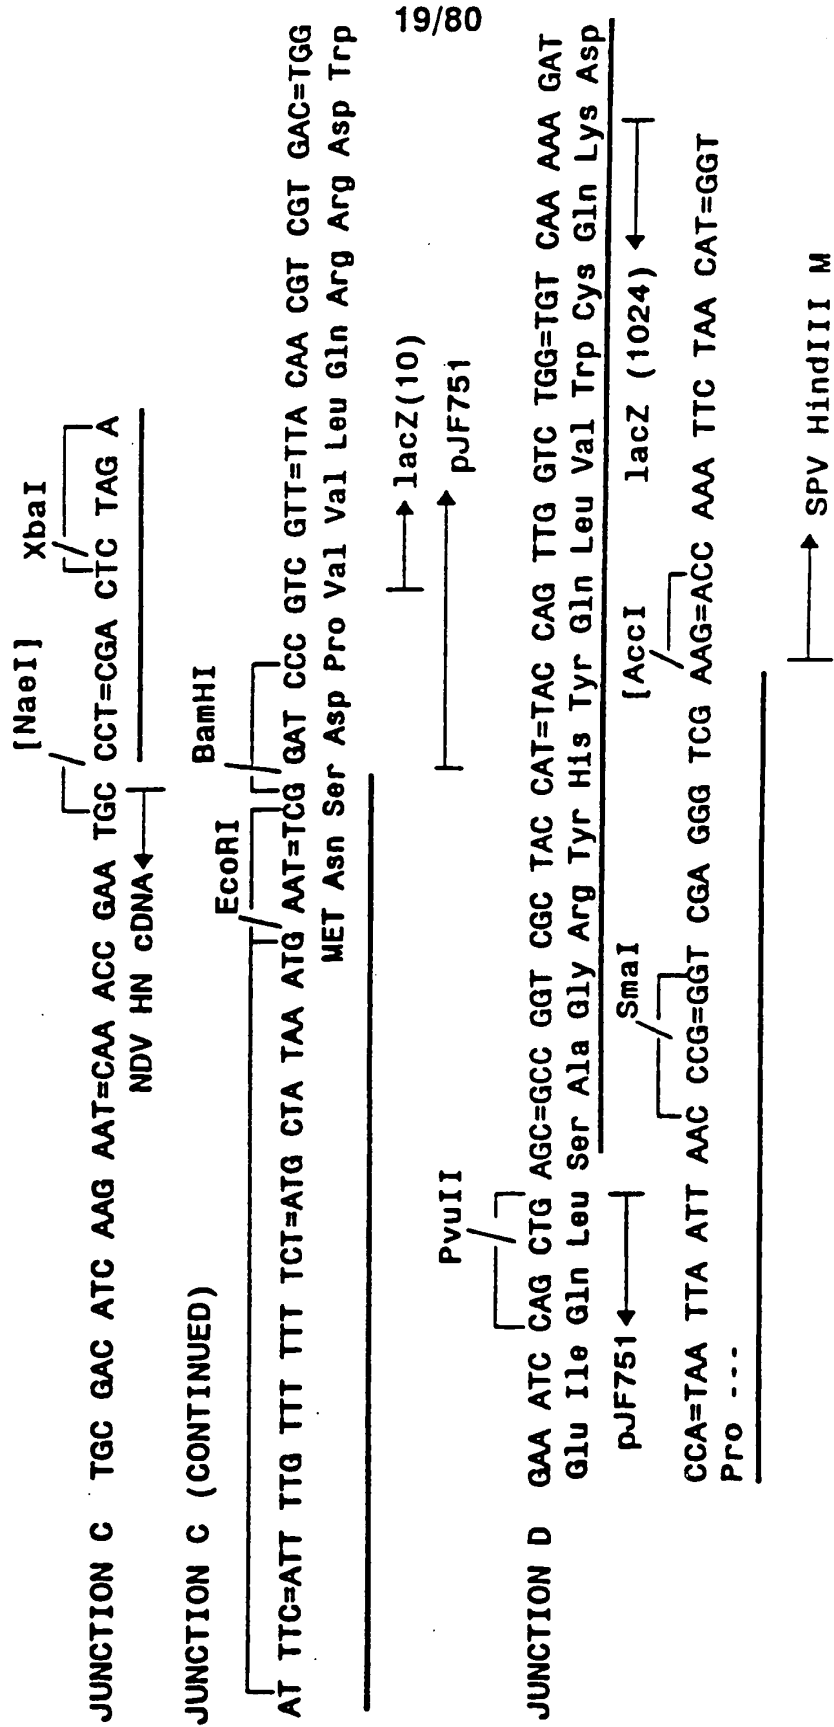 19/80
[NaeI] XbaI
JUNCTION C TGC GAC ATC AAG AAT=CAA ACC GAA TGC CCT=CGA CTC TAG A
NDV HN cDNA
JUNCTION C (CONTINUED)
EcoRI BamHI
AT TTC=ATT TTG TTT TTT TCT=ATG CTA TAA ATG AAT=TCG GAT CCC GTC GTT=TTA CAA CGT CGT GAC=TGG
MET Asn Ser Asp Pro Val Val Leu Gln Arg Arg Asp Trp
lacZ(10)
pJF751
PvuII
JUNCTION D GAA ATC CAG CTG AGC=GCC GGT CGC TAC CAT=TAC CAG TTG GTC TGG=TGT CAA AAA GAT
Glu Ile Gln Leu Ser Ala Gly Arg Tyr His Tyr Gln Leu Val Trp Cys Gln Lys Asp
pJF751 lacZ (1024)
SmaI [AccI
CCA=TAA TTA ATT AAC CCG=GGT CGA GGG TCG AAG=ACC AAA TTC TAA CAT=GGT
Pro ---
SPV HindIII M